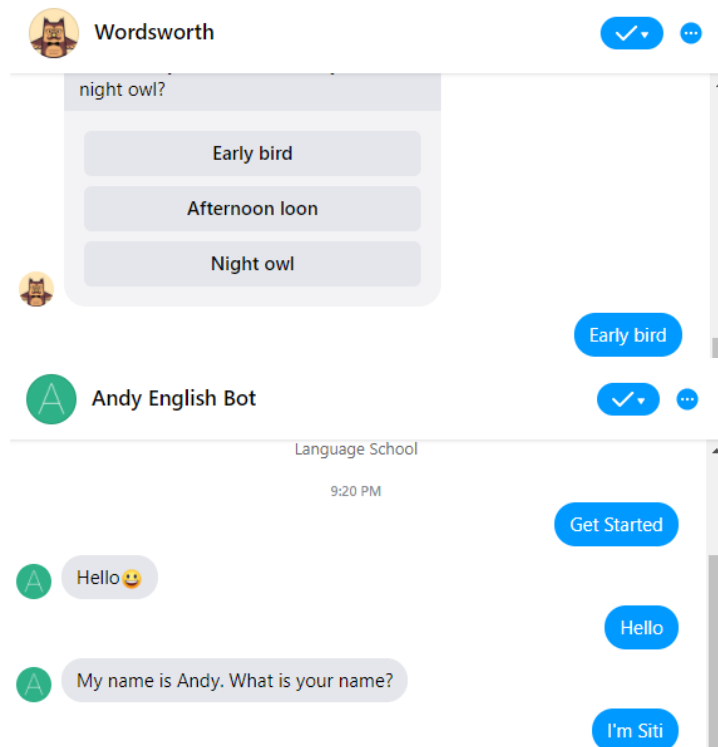 Wordsworth
night owl?
Early bird
Afternoon loon
Night owl
Early bird
A Andy English Bot
Language School
9:20 PM
Get Started
A Hello😃
Hello
A My name is Andy. What is your name?
I'm Siti